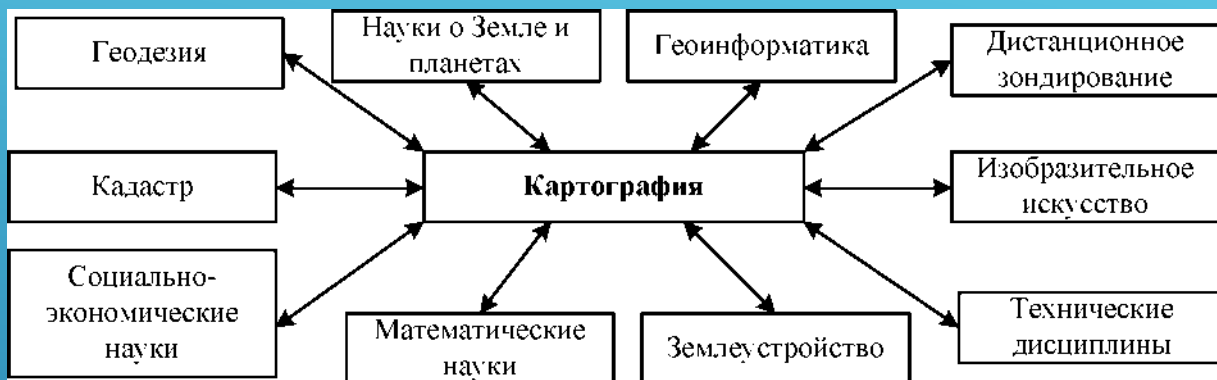 Геодезия
Науки о Земле и
планетах
Геоинформатика
Дистанционное
зондирование
Кадастр
Картография
Изобразительное
искусство
Социально-
экономические
науки
Математические
науки
Землеустройство
Технические
дисциплины